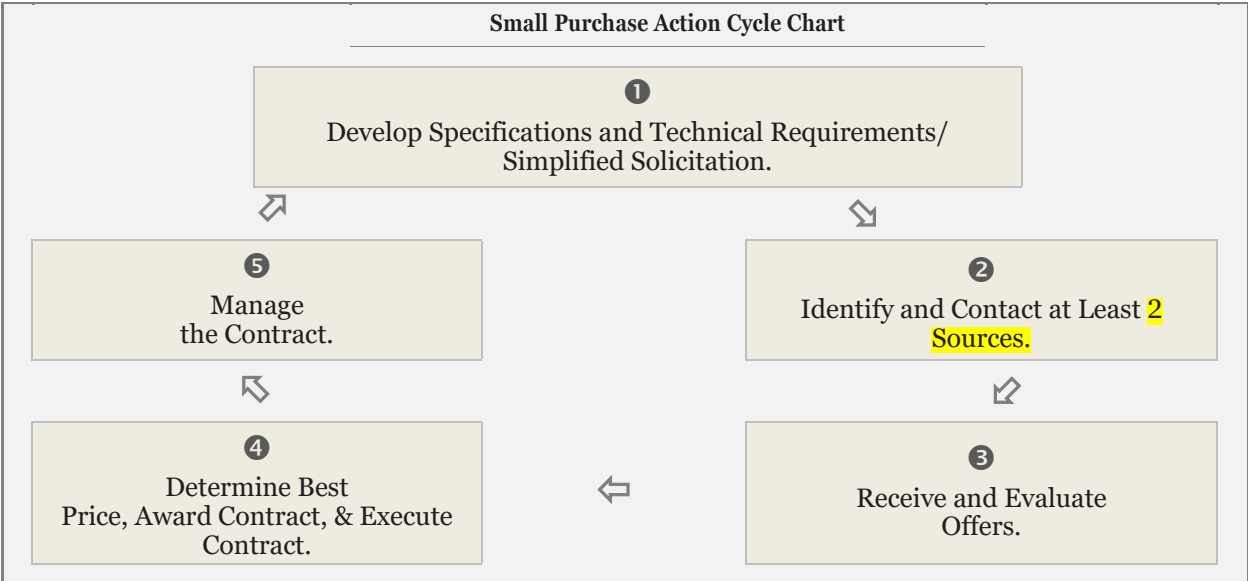 Small Purchase Action Cycle Chart
❶
Develop Specifications and Technical Requirements/
Simplified Solicitation.
❷
Identify and Contact at Least 2
Sources.
❸
Receive and Evaluate
Offers.
❹
Determine Best
Price, Award Contract, & Execute
Contract.
❺
Manage
the Contract.